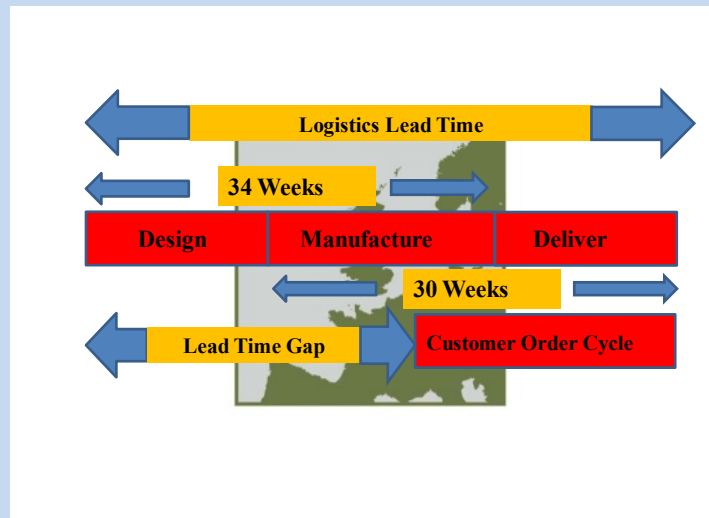 Logistics Lead Time
34 Weeks
Design
Manufacture
Deliver
30 Weeks
Lead Time Gap
Customer Order Cycle